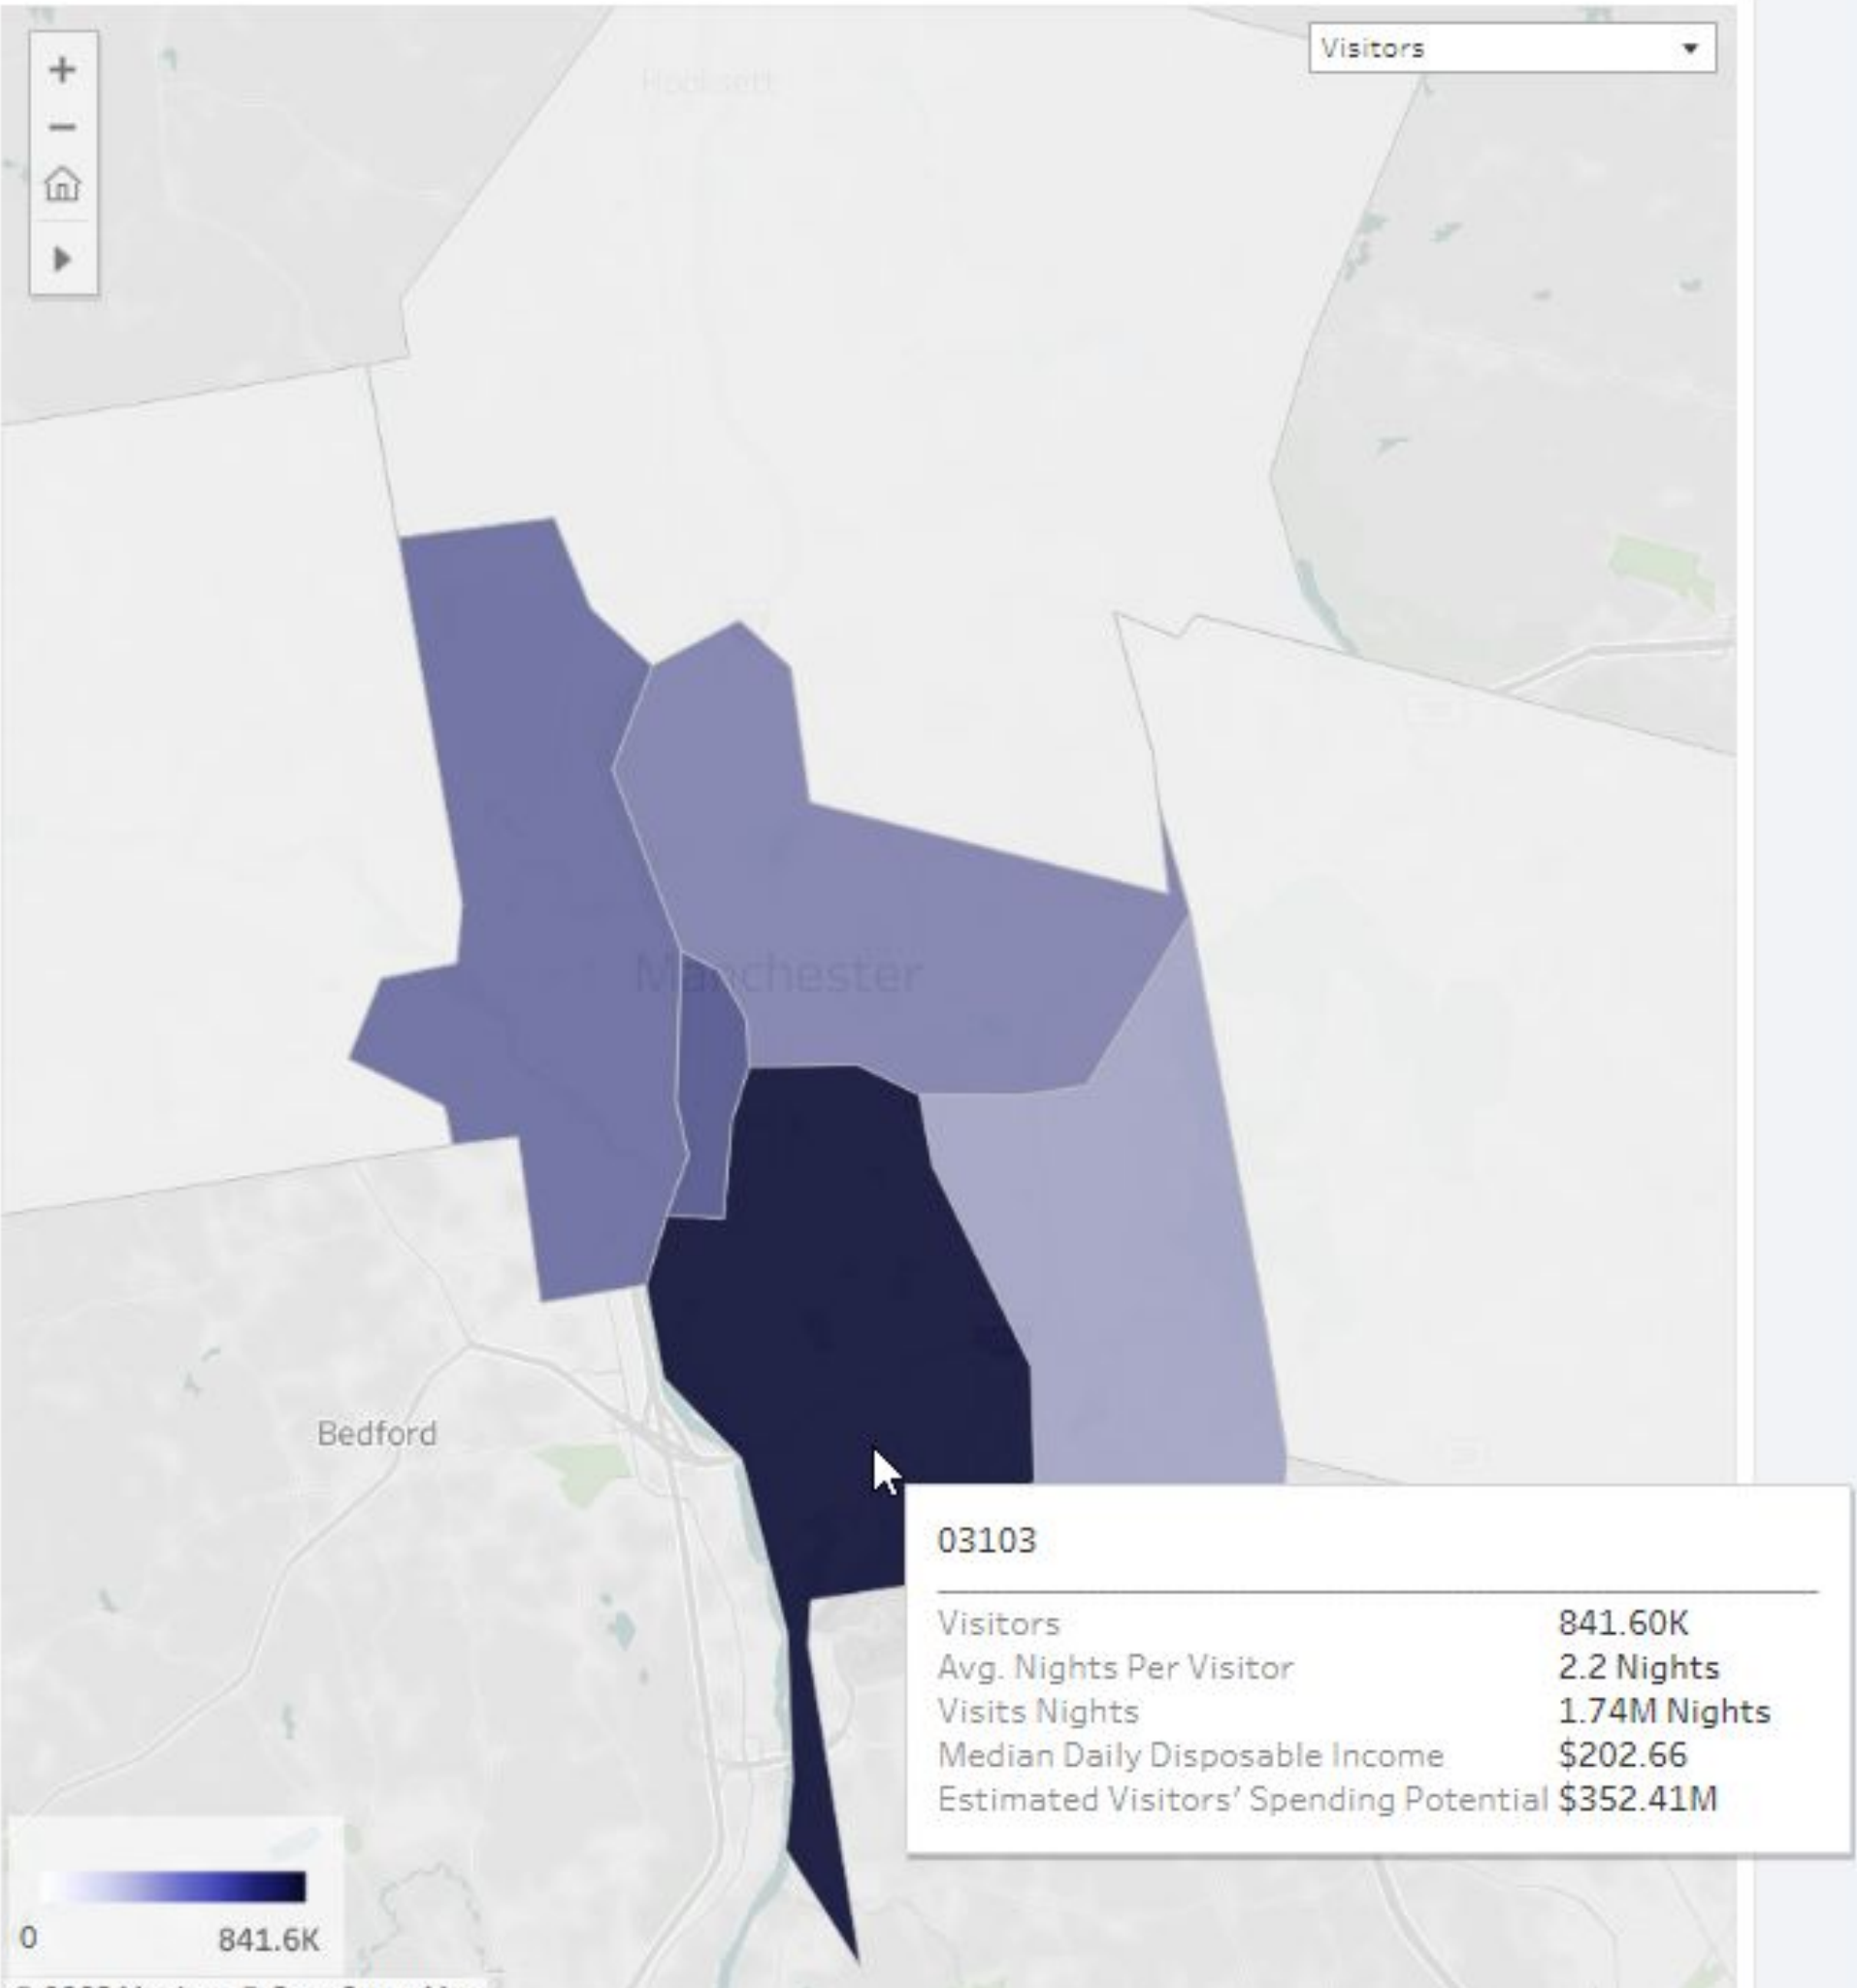 Visitors
Hooksett
Manchester
Bedford
03103
Visitors 841.60K
Avg. Nights Per Visitor 2.2 Nights
Visits Nights 1.74M Nights
Median Daily Disposable Income $202.66
Estimated Visitors' Spending Potential $352.41M
0 841.6K